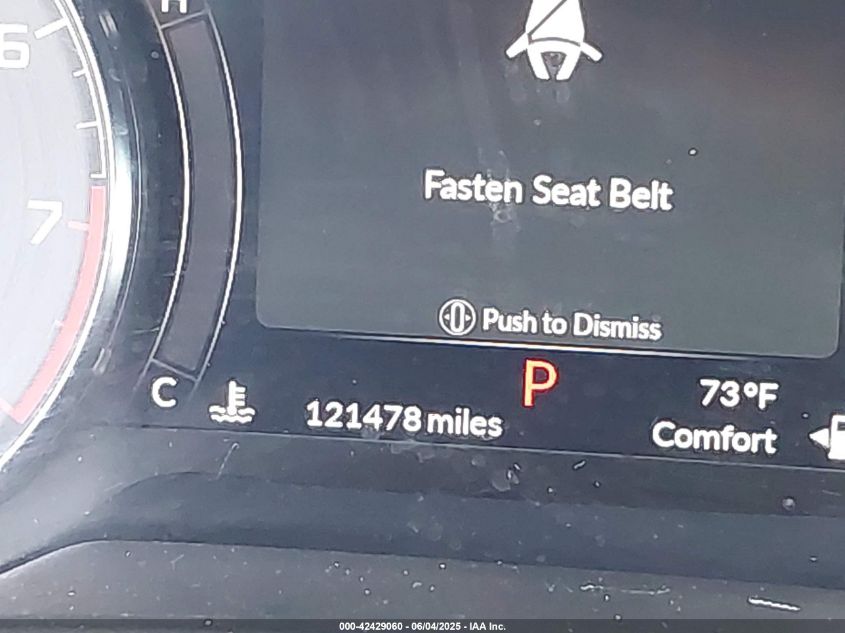 H
6
7
Fasten Seat Belt
Push to Dismiss
P
C
121478 miles
73°F
Comfort
000-42429060 - 06/04/2025 - IAA Inc.